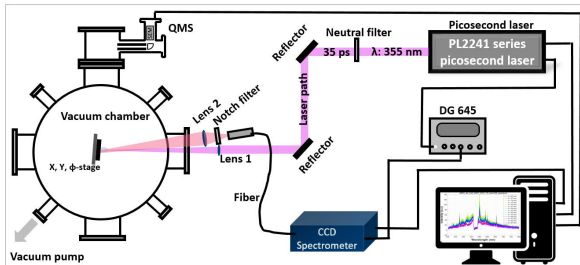 QMS
Neutral filter
Picosecond laser
Reflector
35 ps
λ: 355 nm
PL2241 series
picosecond laser
Laser path
DG 645
Vacuum chamber
Lens 2
Notch filter
Lens 1
Reflector
X, Y, ф-stage
Fiber
CCD
Spectrometer
Vacuum pump